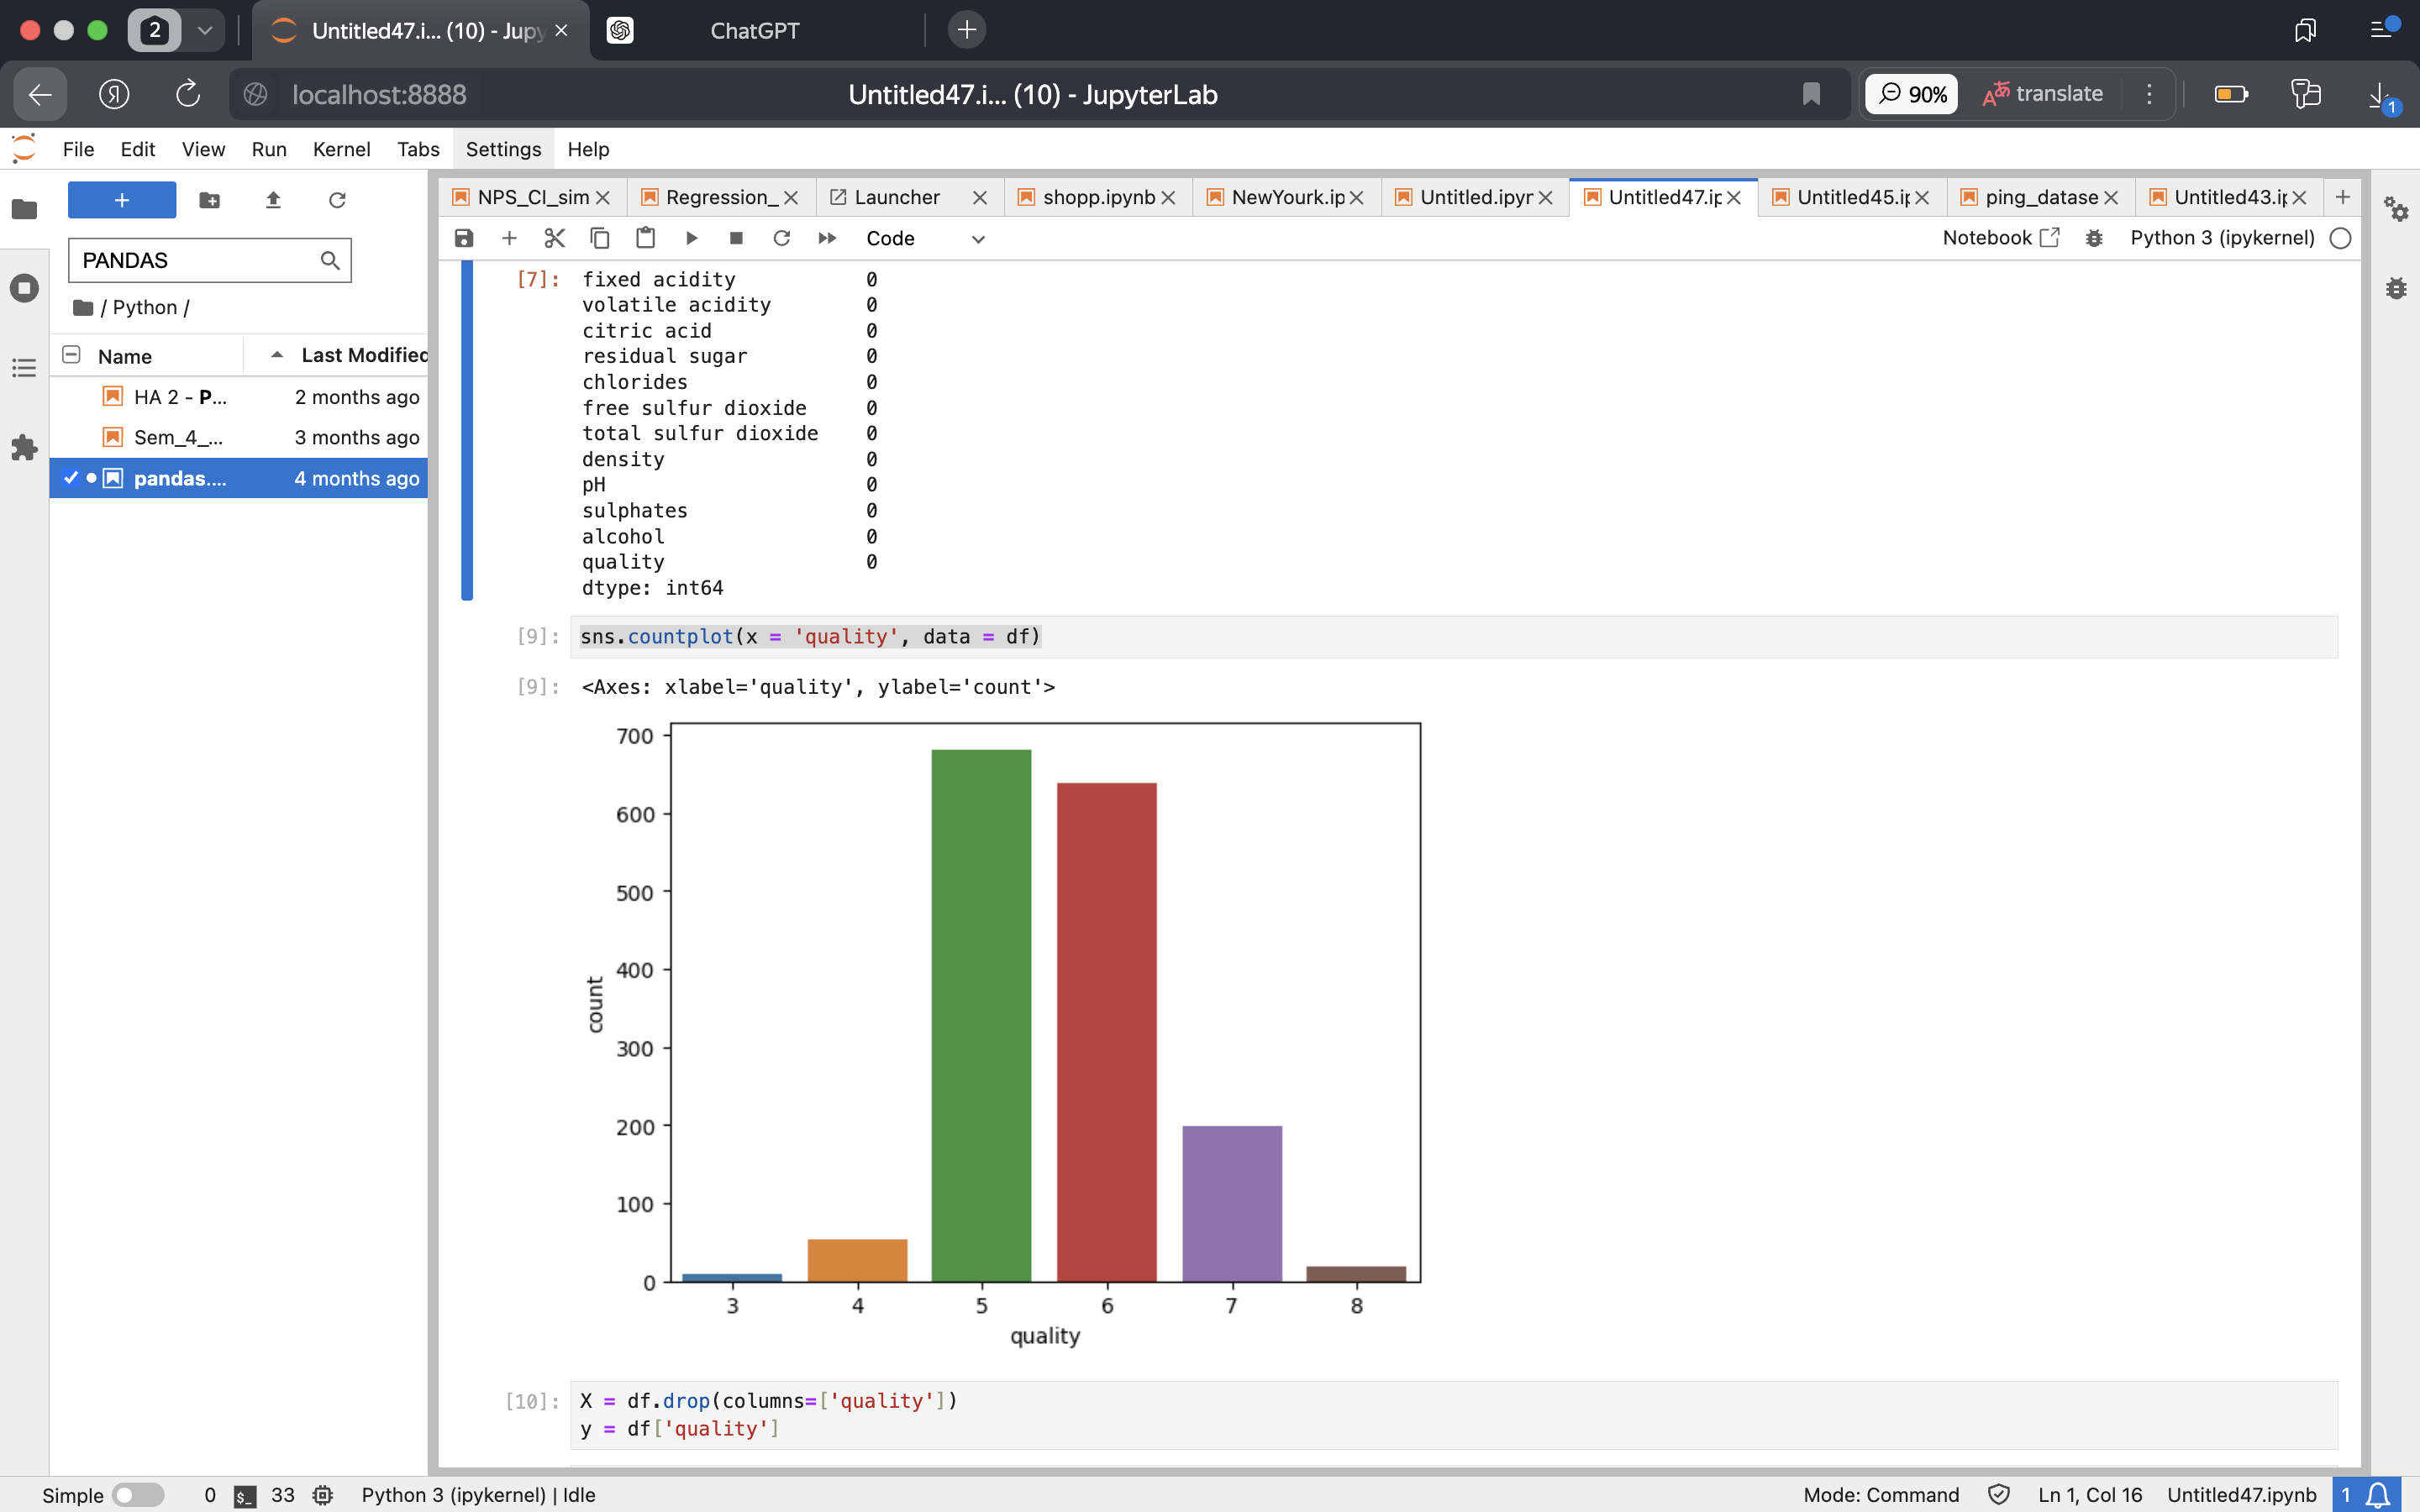 2 Untitled47.i... (10) - Jupy ChatGPT
localhost:8888 Untitled47.i... (10) - JupyterLab 90% translate 1
File Edit View Run Kernel Tabs Settings Help
NPS_CI_sim Regression_ Launcher shopp.ipynb NewYourk.ip Untitled.ipyr Untitled47.ip Untitled45.ip ping_datase Untitled43.ip
Code Notebook Python 3 (ipykernel)
PANDAS
/ Python /
Name Last Modified
HA 2 - P... 2 months ago
Sem_4_... 3 months ago
pandas.... 4 months ago
[7]: fixed acidity 0
volatile acidity 0
citric acid 0
residual sugar 0
chlorides 0
free sulfur dioxide 0
total sulfur dioxide 0
density 0
pH 0
sulphates 0
alcohol 0
quality 0
dtype: int64
[9]: sns.countplot(x = 'quality', data = df)
[9]: <Axes: xlabel='quality', ylabel='count'>
700
600
500
400
300
200
100
0
count
3 4 5 6 7 8
quality
[10]: X = df.drop(columns=['quality'])
y = df['quality']
Simple 0 $_ 33 Python 3 (ipykernel) | Idle Mode: Command Ln 1, Col 16 Untitled47.ipynb 1